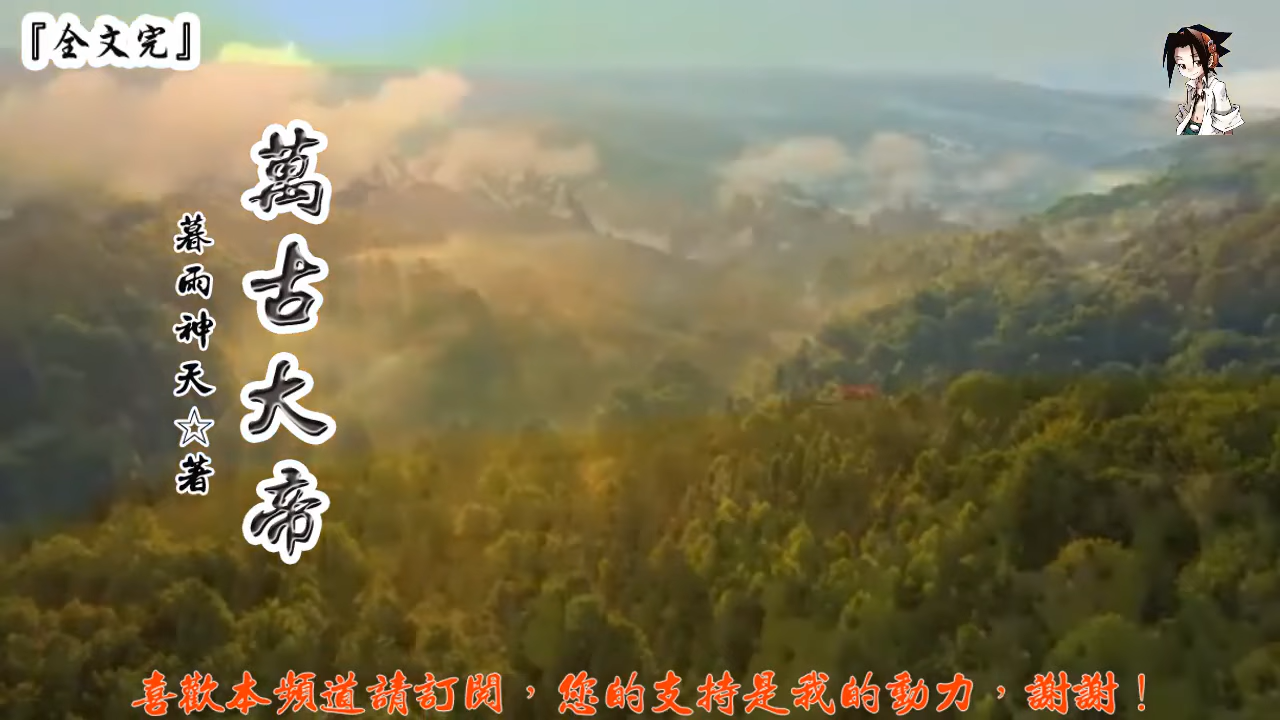 『全文完』
萬古大帝
暮雨神天☆著
喜歡本頻道請訂閱，您的支持是我的動力，謝謝！